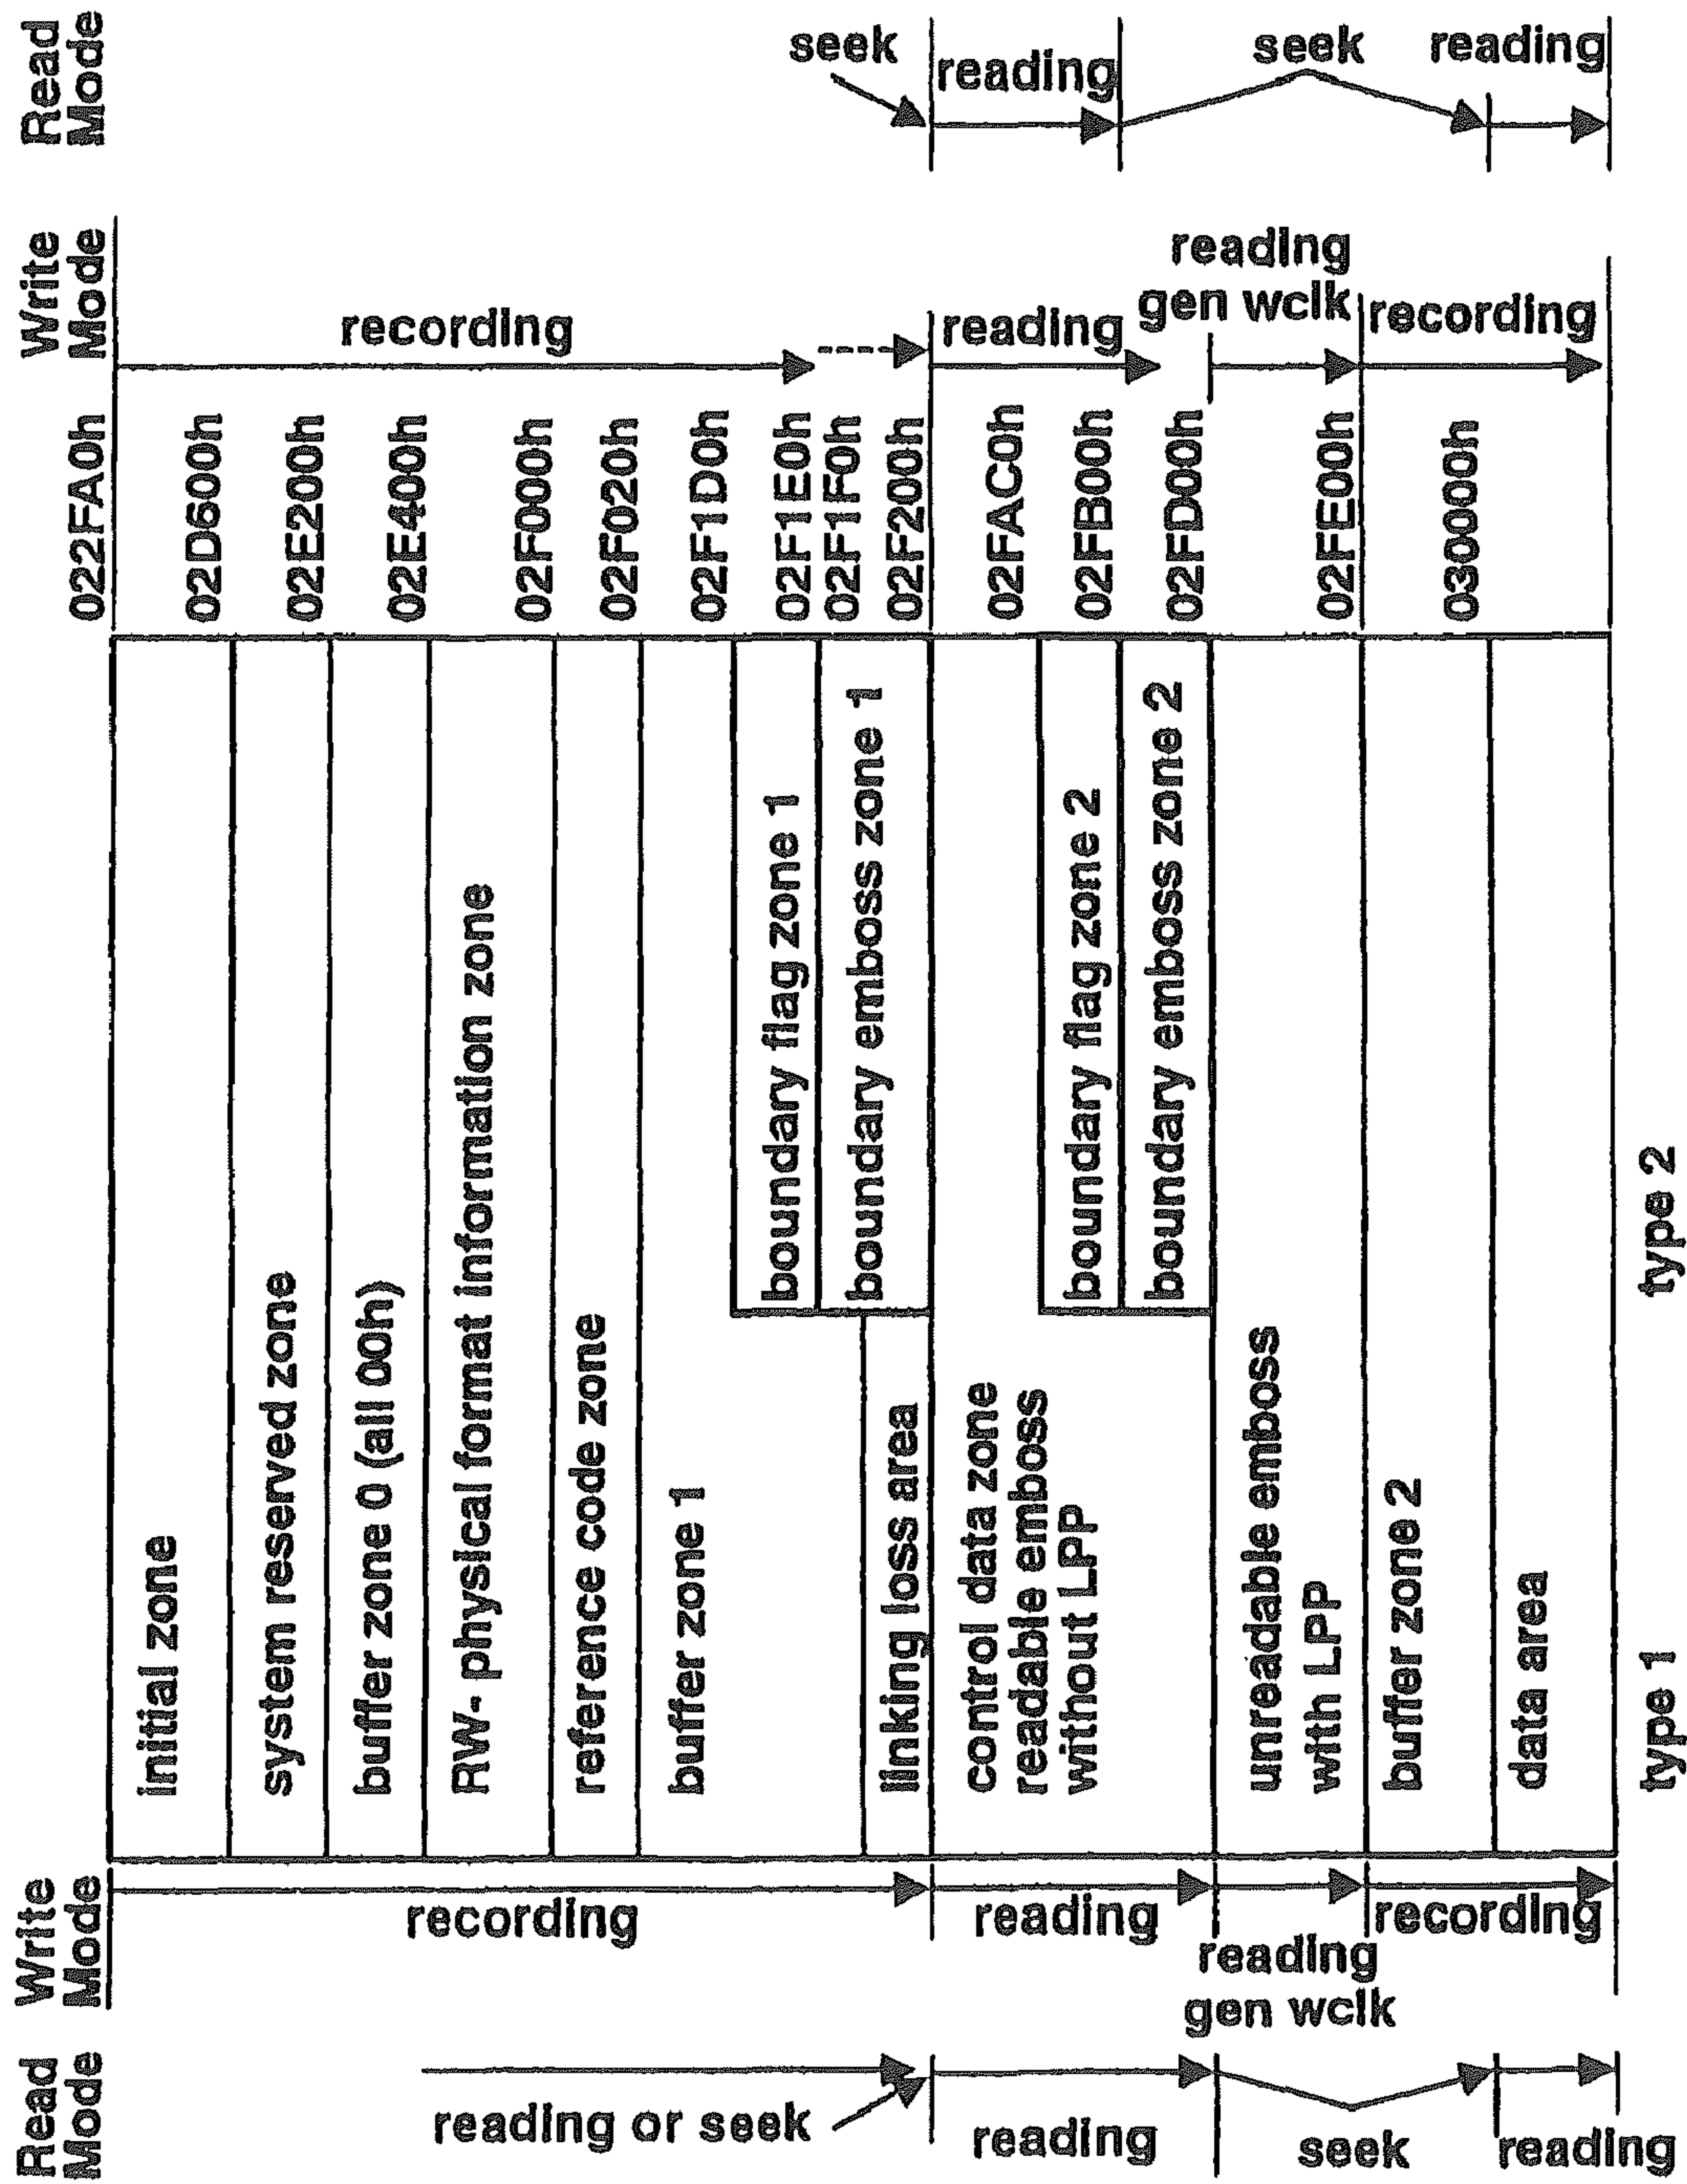 Read
Mode
seek
reading
seek
reading
Write
Mode
recording
reading
reading
gen wclk
recording
022FA0h
02D600h
02E200h
02E400h
02F000h
02F020h
02F1D0h
02F1E0h
02F1F0h
02F200h
02FAC0h
02FB00h
02FD00h
02FE00h
030000h
initial zone
system reserved zone
buffer zone 0 (all 00h)
RW- physical format information zone
reference code zone
buffer zone 1
boundary flag zone 1
boundary emboss zone 1
linking loss area
control data zone
readable emboss
without LPP
boundary flag zone 2
boundary emboss zone 2
unreadable emboss
with LPP
buffer zone 2
data area
type 1
type 2
Write
Mode
recording
reading
reading
gen wclk
recording
Read
Mode
reading or seek
reading
seek
reading